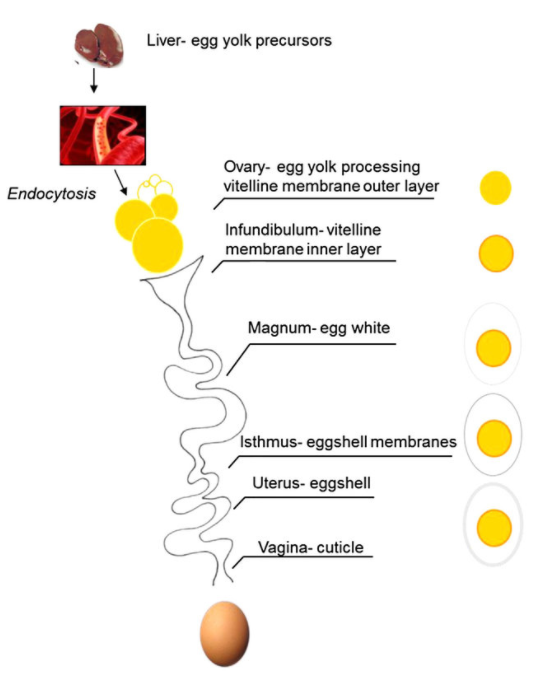 Liver- egg yolk precursors
Endocytosis
Ovary- egg yolk processing
vitelline membrane outer layer
Infundibulum- vitelline
membrane inner layer
Magnum- egg white
Isthmus- eggshell membranes
Uterus- eggshell
Vagina- cuticle